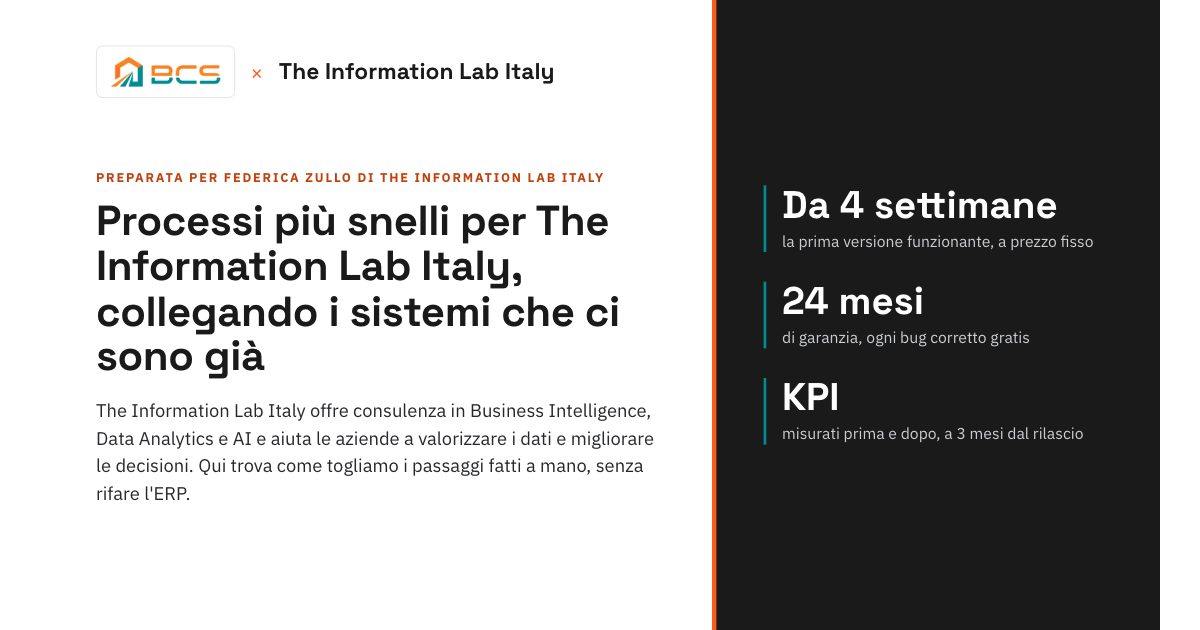 BCS × The Information Lab Italy
PREPARATA PER FEDERICA ZULLO DI THE INFORMATION LAB ITALY
Processi più snelli per The
Information Lab Italy,
collegando i sistemi che ci
sono già
The Information Lab Italy offre consulenza in Business Intelligence,
Data Analytics e AI e aiuta le aziende a valorizzare i dati e migliorare
le decisioni. Qui trova come togliamo i passaggi fatti a mano, senza
rifare l'ERP.
Da 4 settimane
la prima versione funzionante, a prezzo fisso
24 mesi
di garanzia, ogni bug corretto gratis
KPI
misurati prima e dopo, a 3 mesi dal rilascio